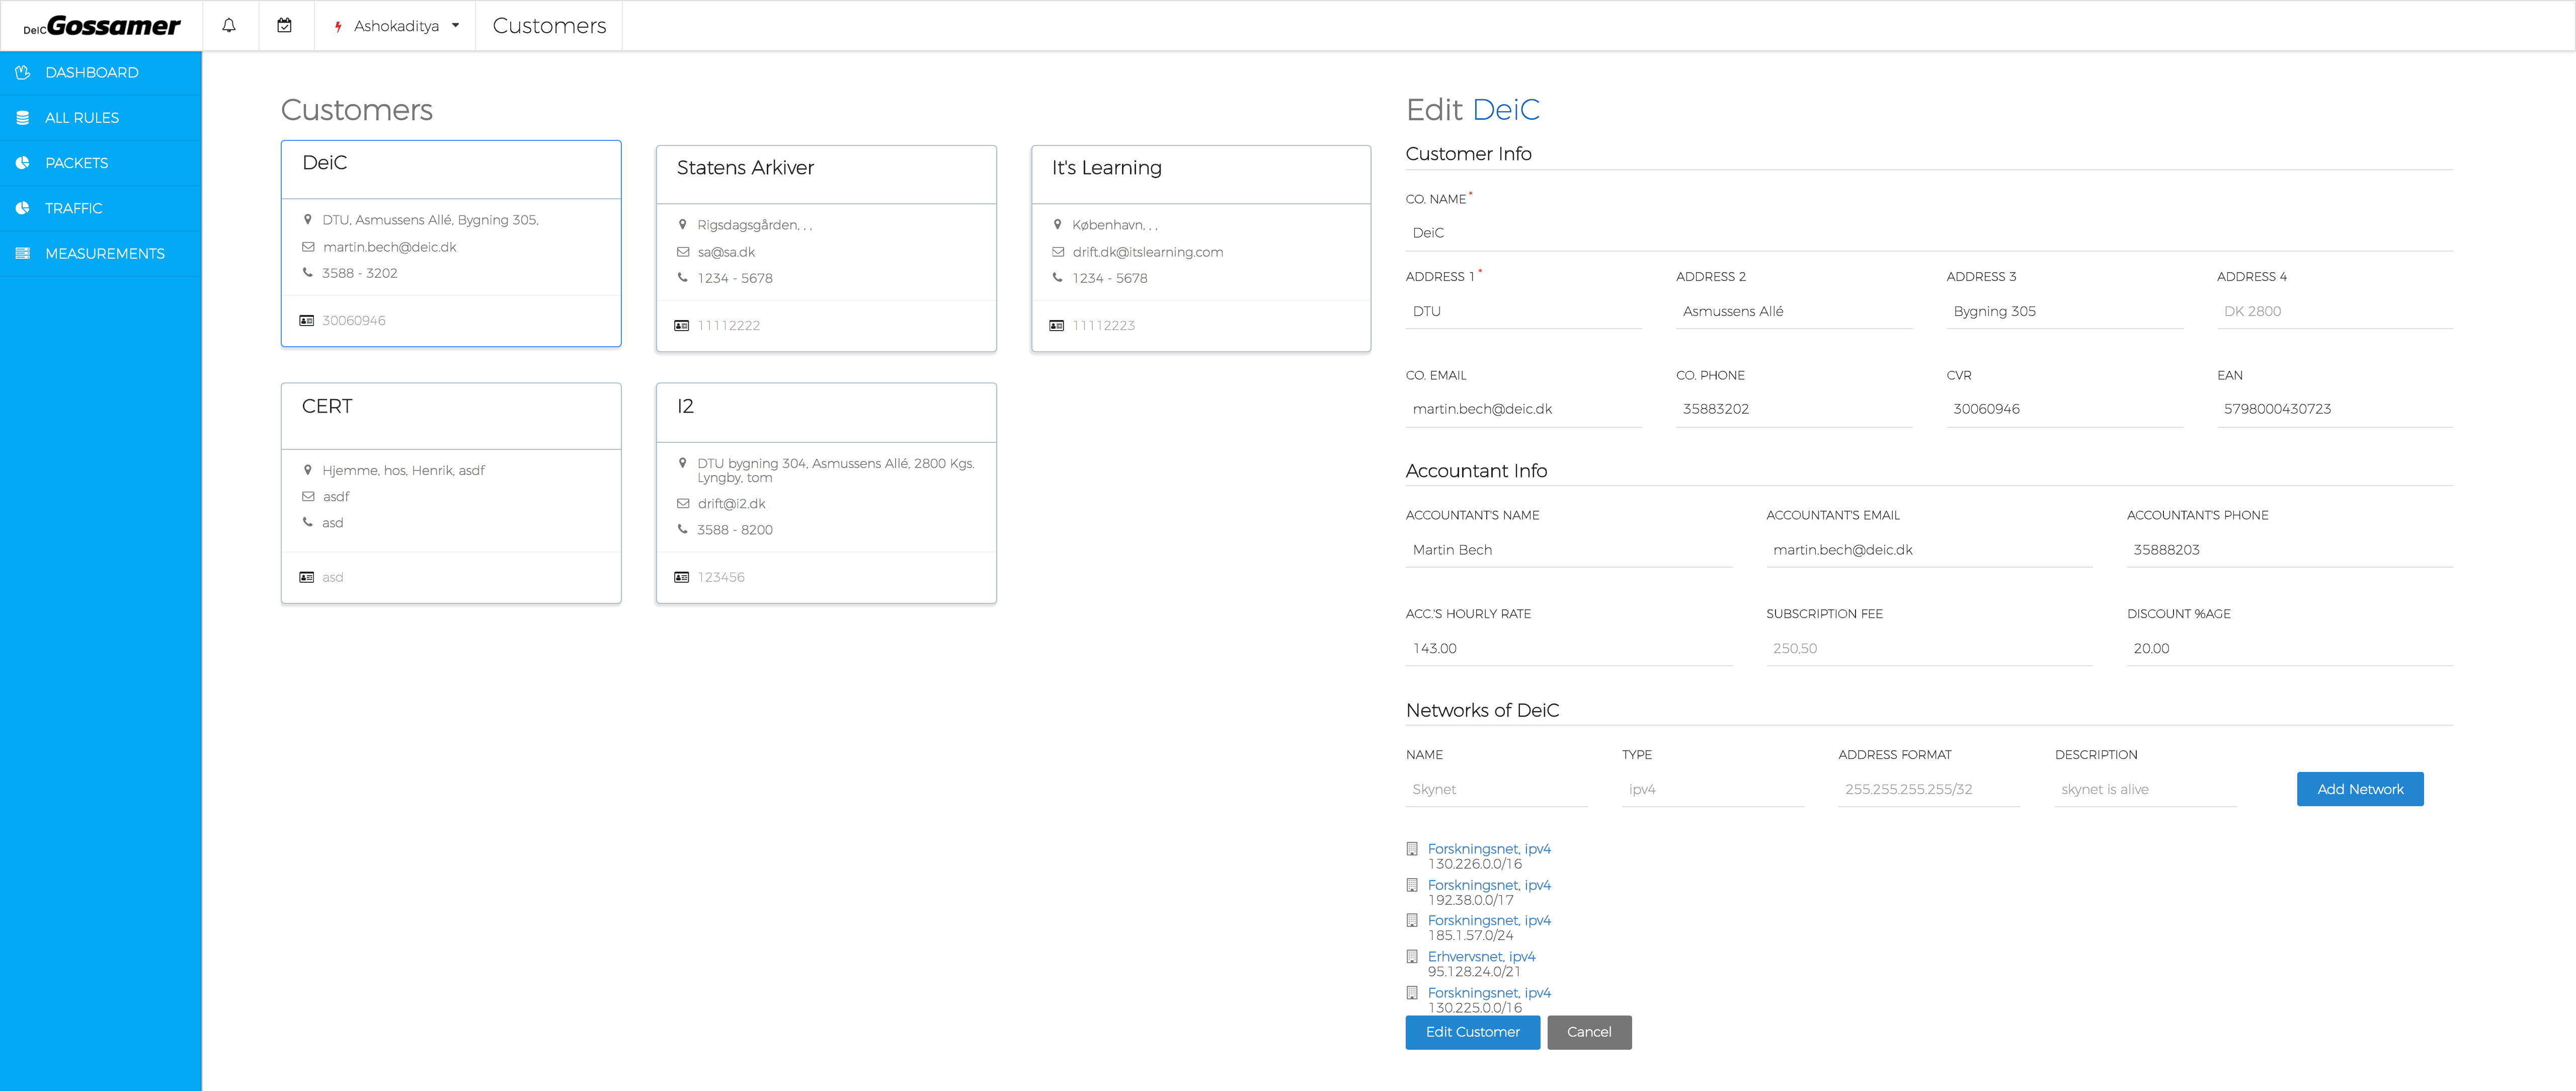 DeiC Gossamer
Ashokaditya
Customers
DASHBOARD
ALL RULES
PACKETS
TRAFFIC
MEASUREMENTS
Customers
DeiC
DTU, Asmussens Allé, Bygning 305,
martin.bech@deic.dk
3588 - 3202
30060946
Statens Arkiver
Rigsdagsgården, , ,
sa@sa.dk
1234 - 5678
11112222
It's Learning
København, , ,
drift.dk@itslearning.com
1234 - 5678
11112223
CERT
Hjemme, hos, Henrik, asdf
asdf
asd
asd
I2
DTU bygning 304, Asmussens Allé, 2800 Kgs.
Lyngby, tom
drift@i2.dk
3588 - 8200
123456
Edit DeiC
Customer Info
CO. NAME*
DeiC
ADDRESS 1* ADDRESS 2 ADDRESS 3 ADDRESS 4
DTU Asmussens Allé Bygning 305 DK 2800
CO. EMAIL CO. PHONE CVR EAN
martin.bech@deic.dk 35883202 30060946 5798000430723
Accountant Info
ACCOUNTANT'S NAME ACCOUNTANT'S EMAIL ACCOUNTANT'S PHONE
Martin Bech martin.bech@deic.dk 35888203
ACC.'S HOURLY RATE SUBSCRIPTION FEE DISCOUNT %AGE
143.00 250,50 20.00
Networks of DeiC
NAME TYPE ADDRESS FORMAT DESCRIPTION
Skynet ipv4 255.255.255.255/32 skynet is alive Add Network
Forskningsnet, ipv4
130.226.0.0/16
Forskningsnet, ipv4
192.38.0.0/17
Forskningsnet, ipv4
185.1.57.0/24
Erhvervsnet, ipv4
95.128.24.0/21
Forskningsnet, ipv4
130.225.0.0/16
Edit Customer Cancel